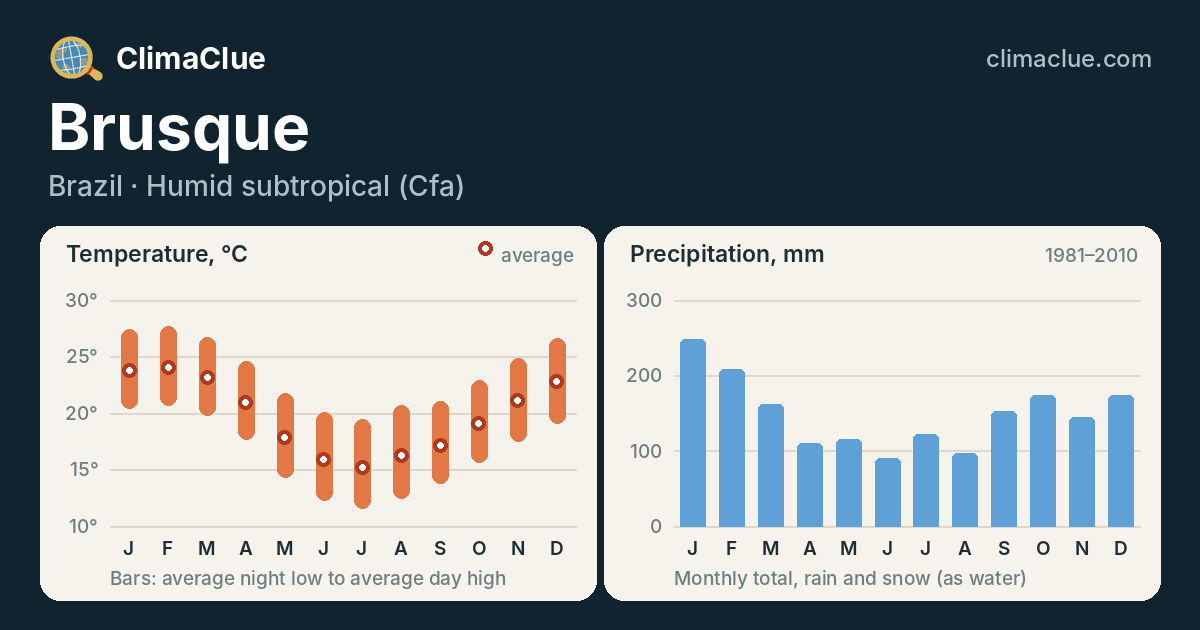 ClimaClue
climaclue.com
Brusque
Brazil · Humid subtropical (Cfa)
Temperature, °C
average
30°
25°
20°
15°
10°
J F M A M J J A S O N D
Bars: average night low to average day high
Precipitation, mm
1981–2010
300
200
100
0
J F M A M J J A S O N D
Monthly total, rain and snow (as water)